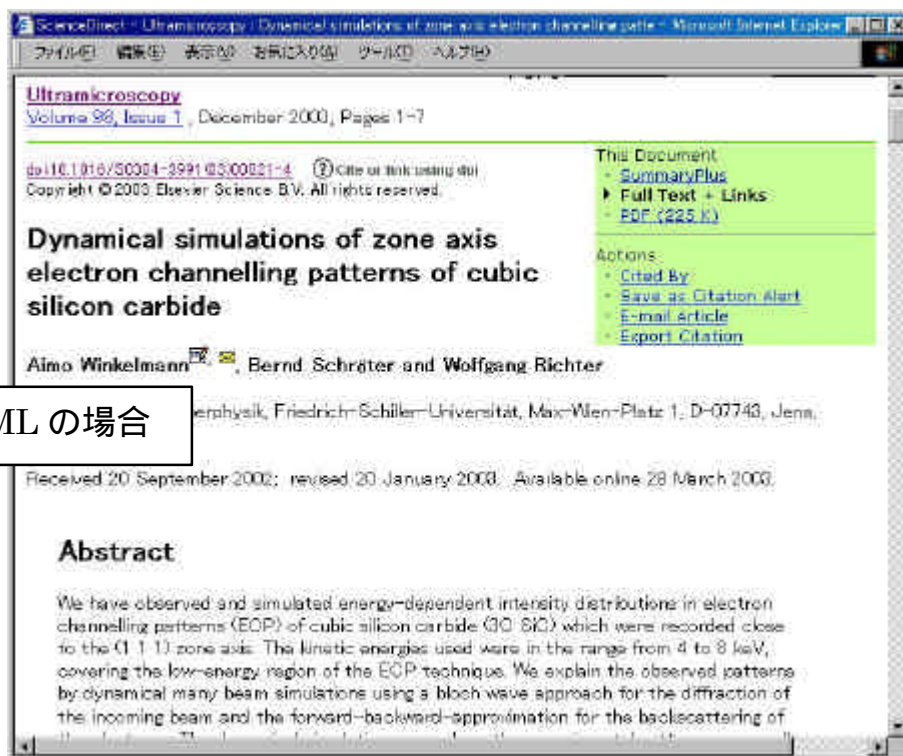 ScienceDirect - Ultramicroscopy : Dynamical simulations of zone axis electron channelling patte - Microsoft Internet Explorer
ファイル(F) 編集(E) 表示(V) お気に入り(A) ツール(T) ヘルプ(H)
Ultramicroscopy
Volume 96, Issue 1 , December 2003, Pages 1-7
doi:10.1016/S0304-3991(03)00021-4 ? Cite or link using doi
Copyright © 2003 Elsevier Science B.V. All rights reserved.
This Document
SummaryPlus
Full Text + Links
PDF (225 K)
Actions
Cited By
Save as Citation Alert
E-mail Article
Export Citation
Dynamical simulations of zone axis
electron channelling patterns of cubic
silicon carbide
Aimo Winkelmann, Bernd Schröter and Wolfgang Richter
erphysik, Friedrich-Schiller-Universität, Max-Wien-Platz 1, D-07743, Jena,
MLの場合
Received 20 September 2002; revised 20 January 2003. Available online 28 March 2003.
Abstract
We have observed and simulated energy-dependent intensity distributions in electron
channelling patterns (ECP) of cubic silicon carbide (3C SiC) which were recorded close
to the (1 1 1) zone axis. The kinetic energies used were in the range from 4 to 8 keV,
covering the low-energy region of the ECP technique. We explain the observed patterns
by dynamical many beam simulations using a bloch wave approach for the diffraction of
the incoming beam and the forward-backward-approximation for the backscattering of